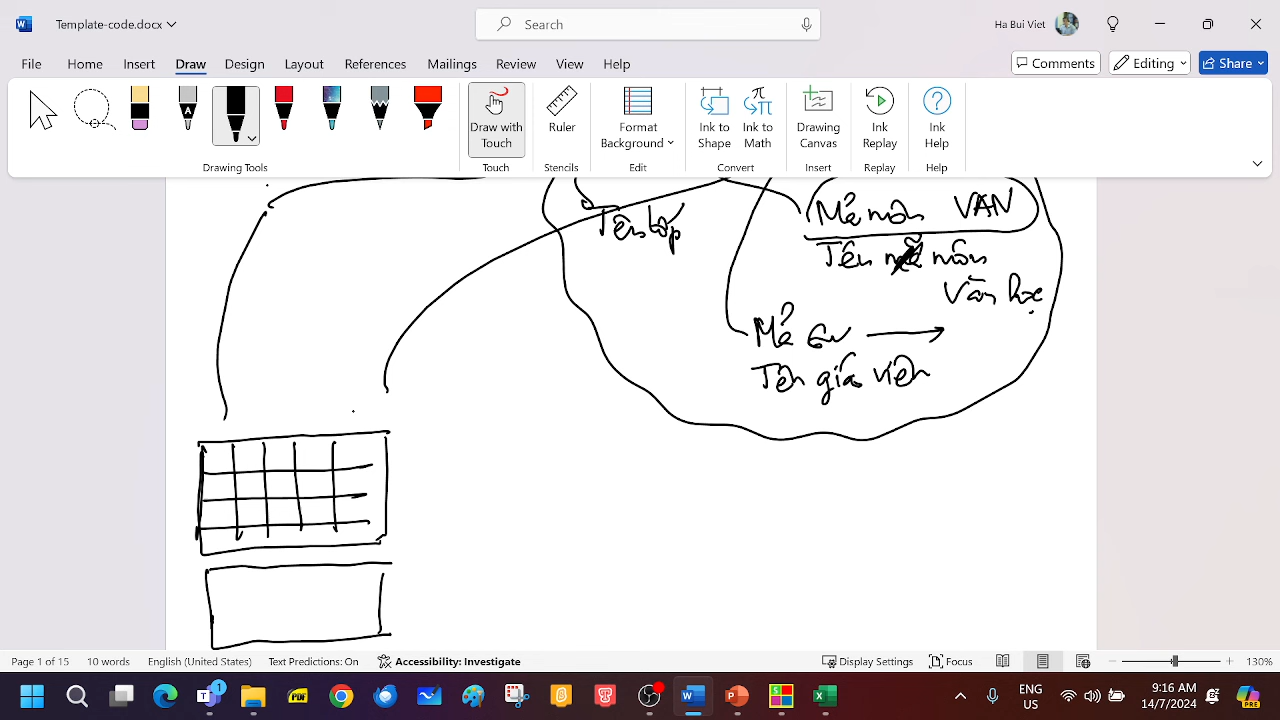 Template-code.docx
Search
Ha Bui Viet
File Home Insert Draw Design Layout References Mailings Review View Help
Comments Editing Share
Draw with Touch
Ruler
Format Background
Ink to Shape
Ink to Math
Drawing Canvas
Ink Replay
Ink Help
Drawing Tools Touch Stencils Edit Convert Insert Replay Help
Mã môn VAN
Tên lớp
Tên môn
Văn học
Mã GV
Tên giáo viên
Page 1 of 15 10 words English (United States) Text Predictions: On Accessibility: Investigate Display Settings Focus 130%
ENG US
9:16 AM
14/7/2024